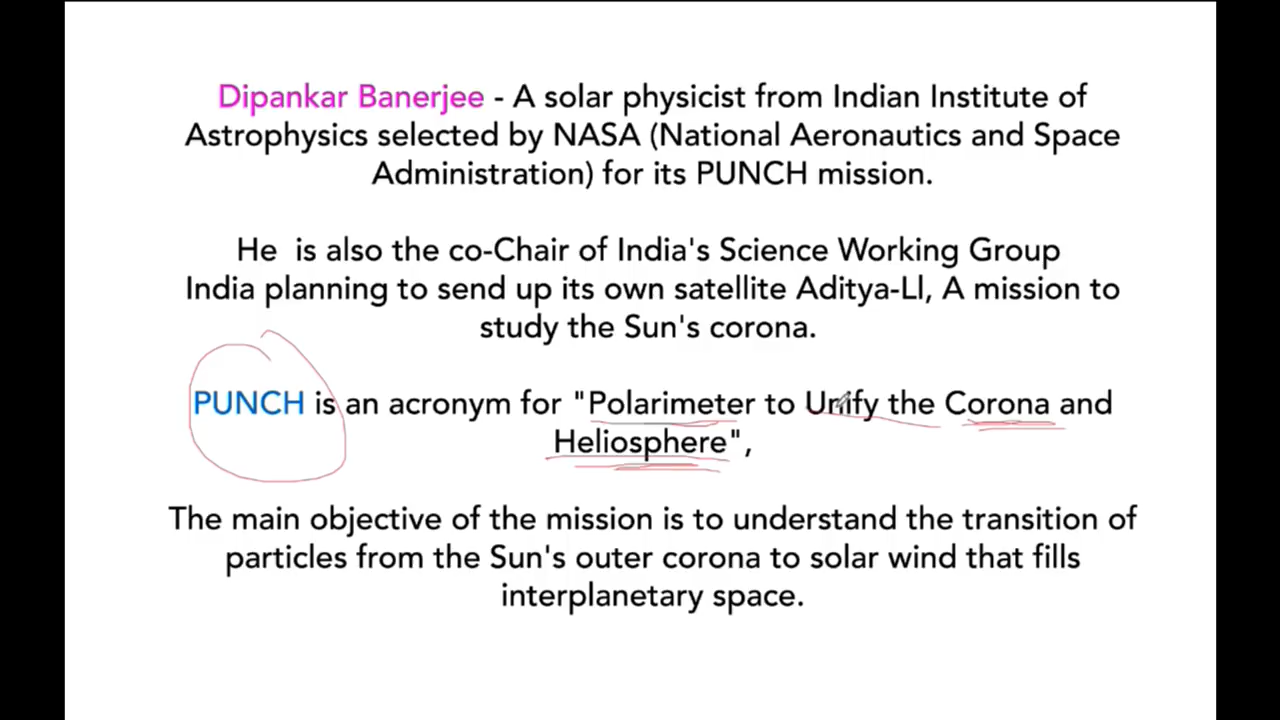 Dipankar Banerjee - A solar physicist from Indian Institute of
Astrophysics selected by NASA (National Aeronautics and Space
Administration) for its PUNCH mission.
He is also the co-Chair of India's Science Working Group
India planning to send up its own satellite Aditya-Ll, A mission to
study the Sun's corona.
PUNCH is an acronym for "Polarimeter to Unify the Corona and
Heliosphere",
The main objective of the mission is to understand the transition of
particles from the Sun's outer corona to solar wind that fills
interplanetary space.